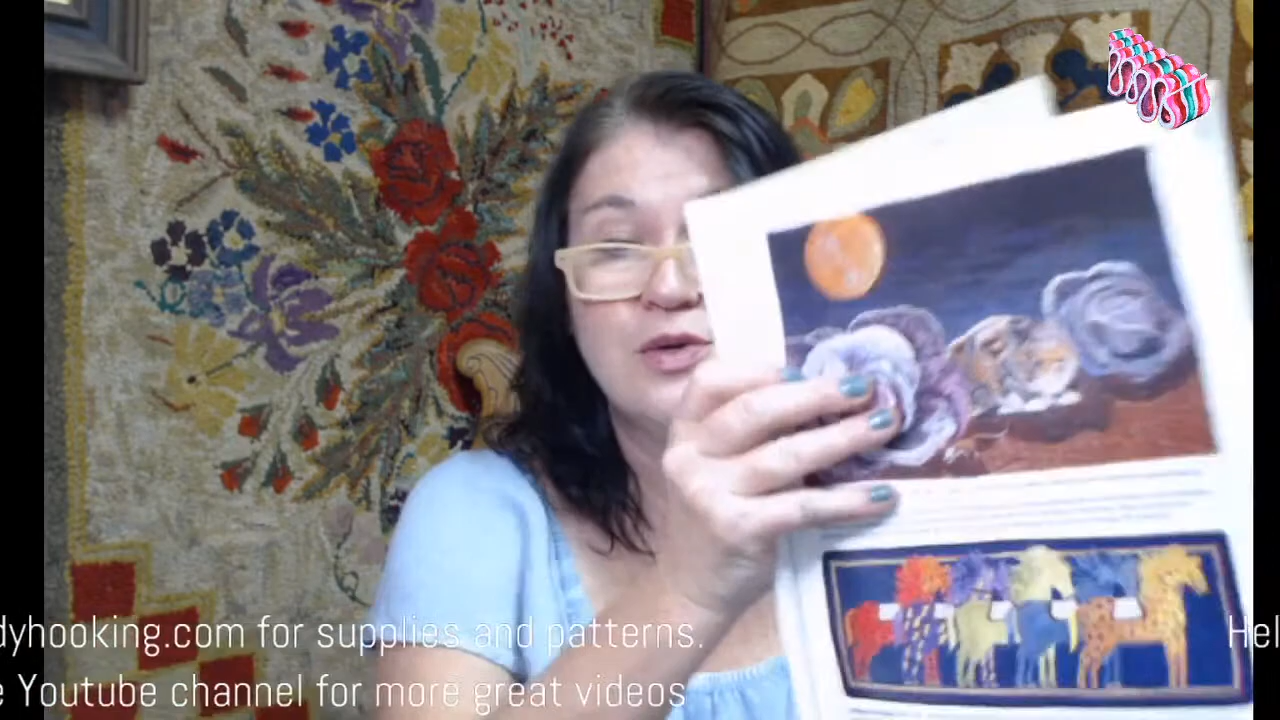 dyhooking.com for supplies and patterns.
Hel
e Youtube channel for more great videos